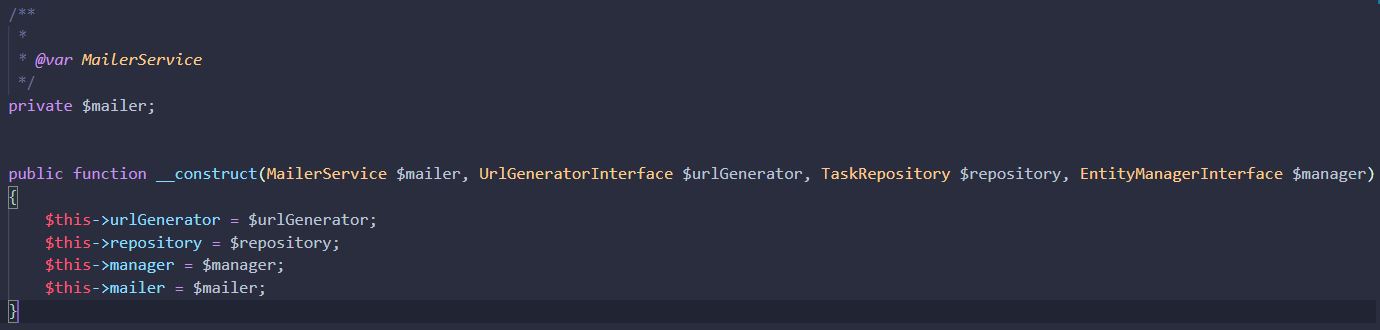 /**
 *
 * @var MailerService
 */
private $mailer;
public function __construct(MailerService $mailer, UrlGeneratorInterface $urlGenerator, TaskRepository $repository, EntityManagerInterface $manager)
{
    $this->urlGenerator = $urlGenerator;
    $this->repository = $repository;
    $this->manager = $manager;
    $this->mailer = $mailer;
}